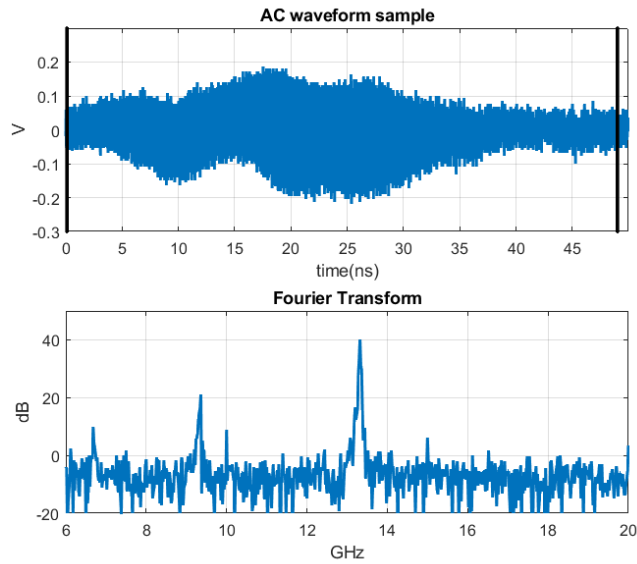 AC waveform sample
V
0.2
0.1
0
-0.1
-0.2
-0.3
0 5 10 15 20 25 30 35 40 45
time(ns)
Fourier Transform
dB
40
20
0
-20
6 8 10 12 14 16 18 20
GHz